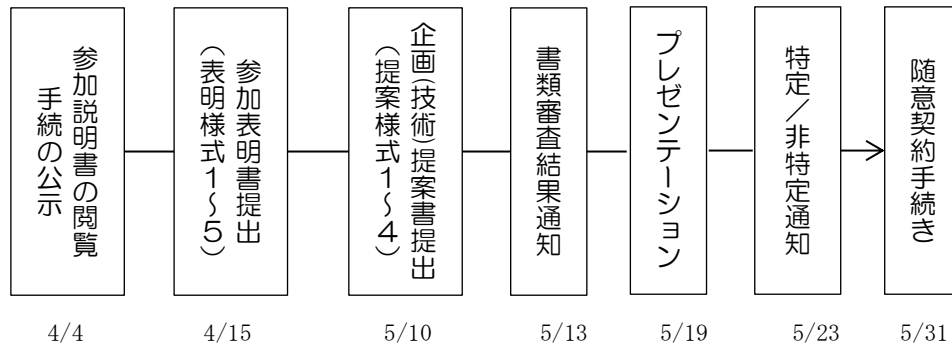 手続の公示
参加説明書の閲覧
参加表明書提出
(表明様式1~5)
企画(技術)提案書提出
(提案様式1~4)
書類審査結果通知
プレゼンテーション
特定/非特定通知
随意契約手続き
4/4
4/15
5/10
5/13
5/19
5/23
5/31